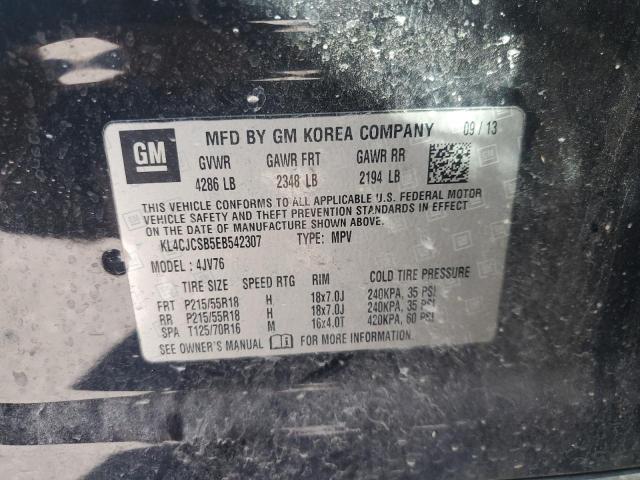 GM MFD BY GM KOREA COMPANY 09 / 13
GVWR GAWR FRT GAWR RR
4286 LB 2348 LB 2194 LB
THIS VEHICLE CONFORMS TO ALL APPLICABLE U.S. FEDERAL MOTOR
VEHICLE SAFETY AND THEFT PREVENTION STANDARDS IN EFFECT
ON THE DATE OF MANUFACTURE SHOWN ABOVE.
KL4CJCSB5EB542307 TYPE: MPV
MODEL : 4JV76
TIRE SIZE SPEED RTG RIM COLD TIRE PRESSURE
FRT P215/55R18 H 18x7.0J 240KPA, 35 PSI
RR P215/55R18 H 18x7.0J 240KPA, 35 PSI
SPA T125/70R16 M 16x4.0T 420KPA, 60 PSI
SEE OWNER'S MANUAL FOR MORE INFORMATION.